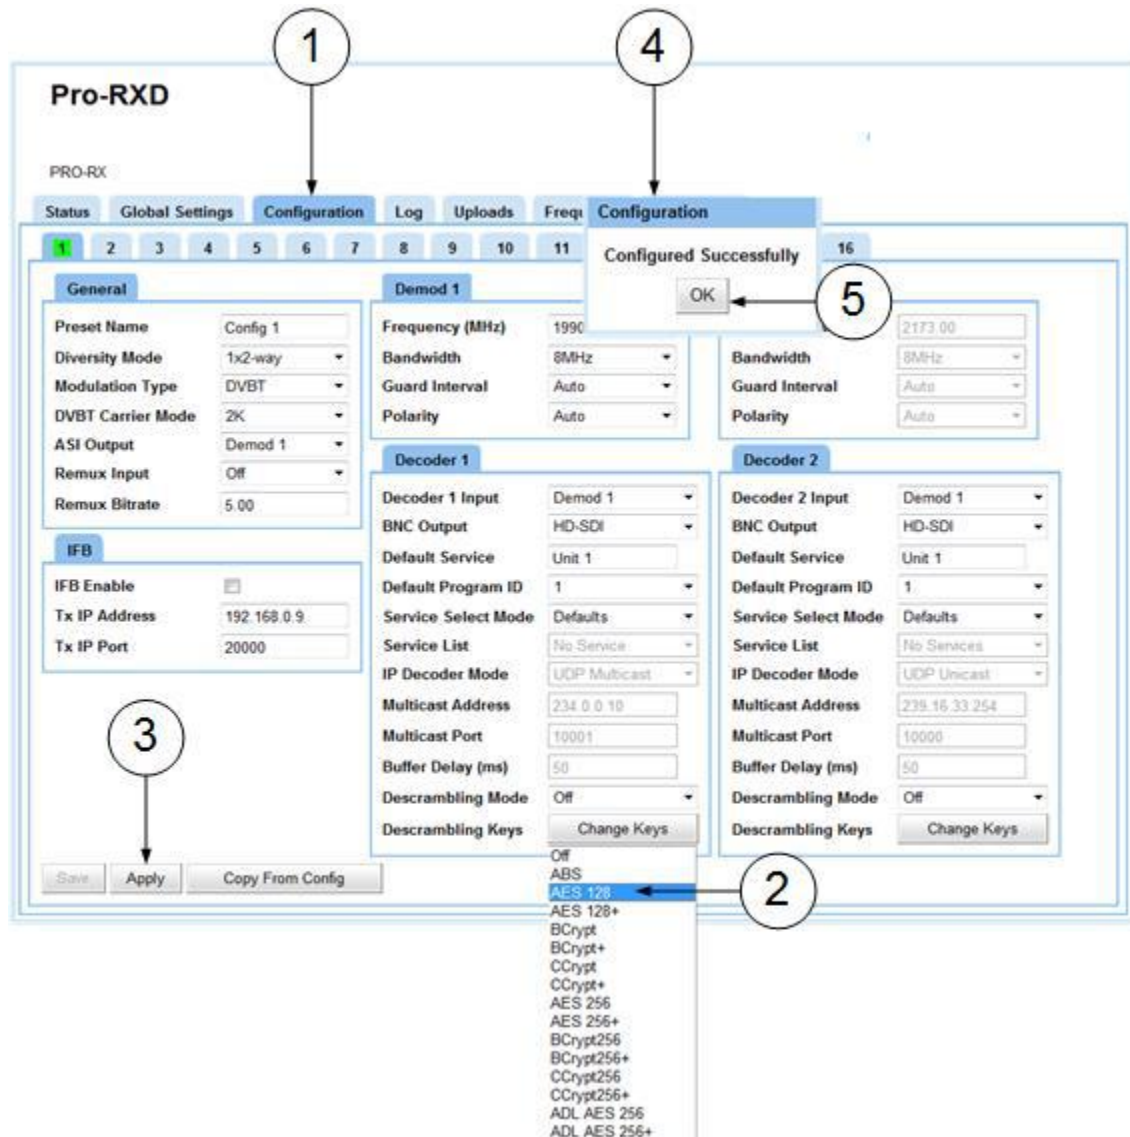 1
4
Pro-RXD
PRO-RX
Status Global Settings Configuration Log Uploads Frequ
Configuration
Configured Successfully
OK
5
1 2 3 4 5 6 7 8 9 10 11 16
General
Preset Name Config 1
Diversity Mode 1x2-way
Modulation Type DVBT
DVBT Carrier Mode 2K
ASI Output Demod 1
Remux Input Off
Remux Bitrate 5.00
IFB
IFB Enable
Tx IP Address 192.168.0.9
Tx IP Port 20000
3
Save Apply Copy From Config
Demod 1
Frequency (MHz) 1990
Bandwidth 8MHz
Guard Interval Auto
Polarity Auto
2173.00
Bandwidth 8MHz
Guard Interval Auto
Polarity Auto
Decoder 1
Decoder 1 Input Demod 1
BNC Output HD-SDI
Default Service Unit 1
Default Program ID 1
Service Select Mode Defaults
Service List No Service
IP Decoder Mode UDP Multicast
Multicast Address 234.0.0.10
Multicast Port 10001
Buffer Delay (ms) 50
Descrambling Mode Off
Descrambling Keys Change Keys
Off
ABS
AES 128
AES 128+
BCrypt
BCrypt+
CCrypt
CCrypt+
AES 256
AES 256+
BCrypt256
BCrypt256+
CCrypt256
CCrypt256+
ADL AES 256
ADL AES 256+
2
Decoder 2
Decoder 2 Input Demod 1
BNC Output HD-SDI
Default Service Unit 1
Default Program ID 1
Service Select Mode Defaults
Service List No Services
IP Decoder Mode UDP Unicast
Multicast Address 239.16.33.254
Multicast Port 10000
Buffer Delay (ms) 50
Descrambling Mode Off
Descrambling Keys Change Keys